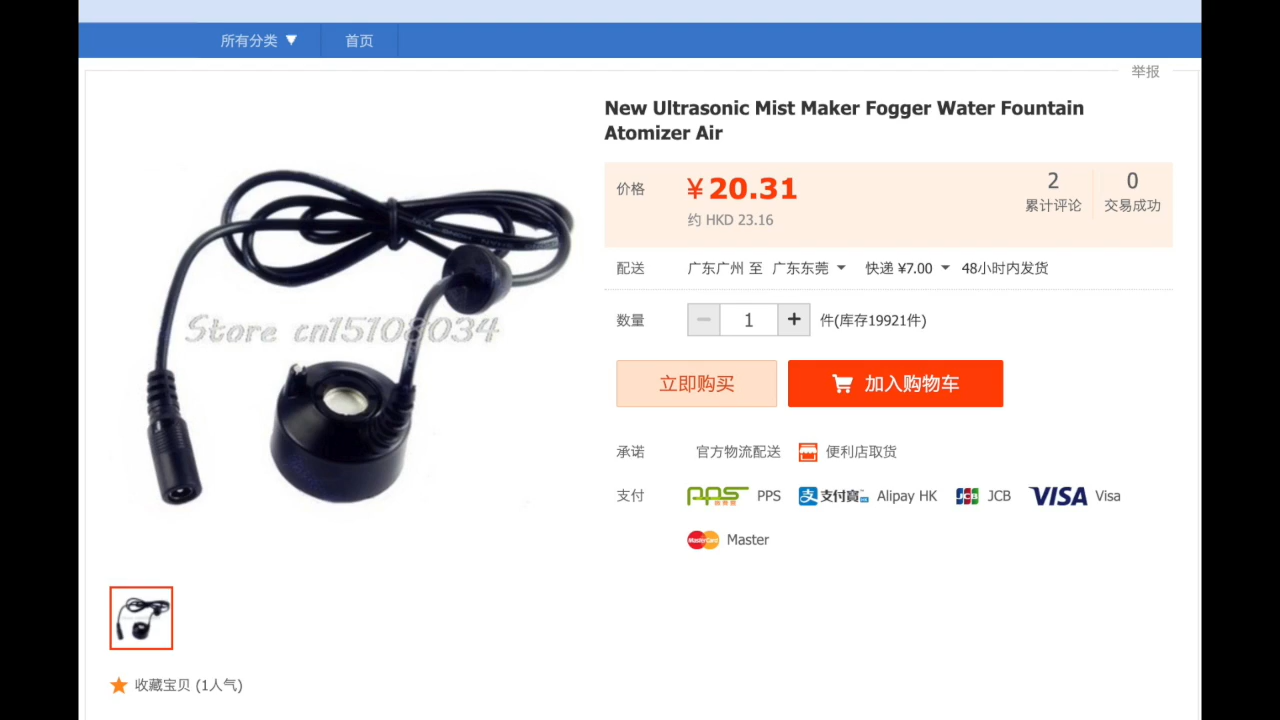 所有分类 ▼
首页
举报
New Ultrasonic Mist Maker Fogger Water Fountain
Atomizer Air
价格
¥ 20.31
约 HKD 23.16
2
累计评论
0
交易成功
配送
广东广州 至 广东东莞
快递 ¥7.00
48小时内发货
数量
− 1 +
件(库存19921件)
立即购买
加入购物车
承诺
官方物流配送
便利店取货
支付
PPS PPS
支付宝 Alipay HK
JCB JCB
VISA Visa
MasterCard Master
Store cn15108034
收藏宝贝 (1人气)